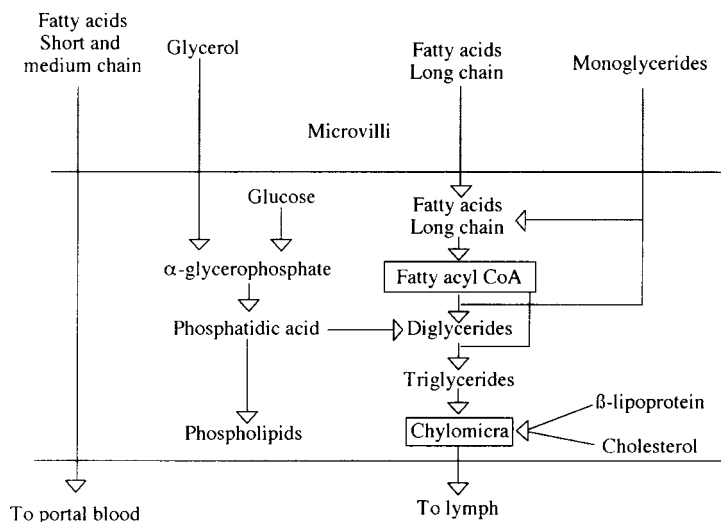 Fatty acids
Short and
medium chain
Glycerol
Fatty acids
Long chain
Monoglycerides
Microvilli
Glucose
Fatty acids
Long chain
α-glycerophosphate
Fatty acyl CoA
Phosphatidic acid
Diglycerides
Triglycerides
ß-lipoprotein
Phospholipids
Chylomicra
Cholesterol
To portal blood
To lymph